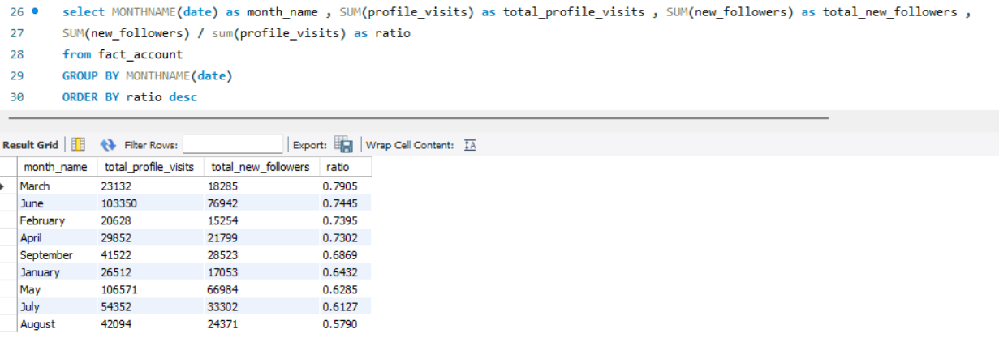 26 select MONTHNAME(date) as month_name , SUM(profile_visits) as total_profile_visits , SUM(new_followers) as total_new_followers ,
27 SUM(new_followers) / sum(profile_visits) as ratio
28 from fact_account
29 GROUP BY MONTHNAME(date)
30 ORDER BY ratio desc
Result Grid Filter Rows: Export: Wrap Cell Content: IA
month_name total_profile_visits total_new_followers ratio
March 23132 18285 0.7905
June 103350 76942 0.7445
February 20628 15254 0.7395
April 29852 21799 0.7302
September 41522 28523 0.6869
January 26512 17053 0.6432
May 106571 66984 0.6285
July 54352 33302 0.6127
August 42094 24371 0.5790